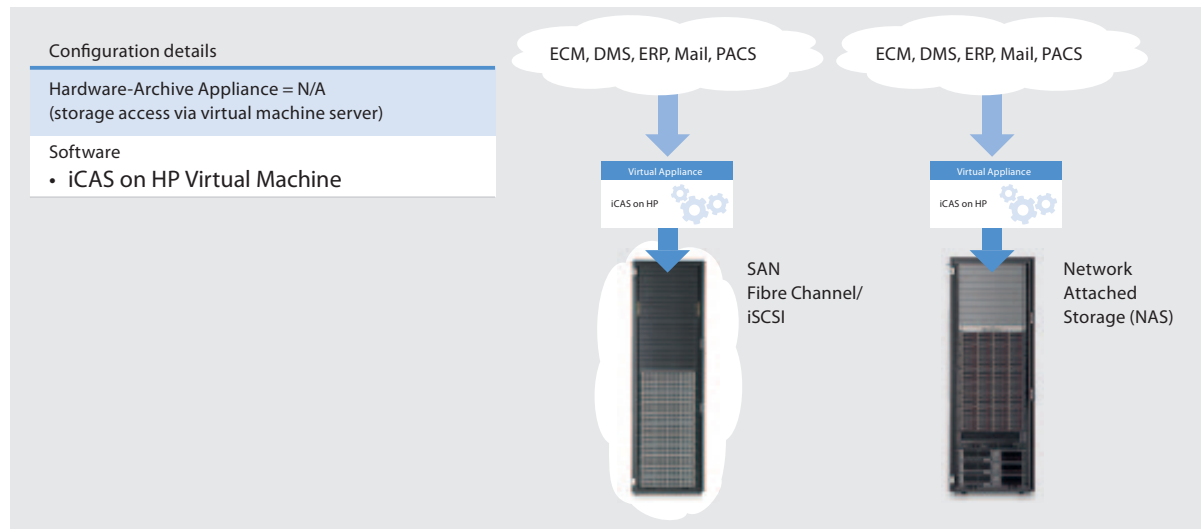 Configuration details
Hardware-Archive Appliance = N/A
(storage access via virtual machine server)
Software
• iCAS on HP Virtual Machine
ECM, DMS, ERP, Mail, PACS
Virtual Appliance
iCAS on HP
SAN
Fibre Channel/
iSCSI
ECM, DMS, ERP, Mail, PACS
Virtual Appliance
iCAS on HP
Network
Attached
Storage (NAS)